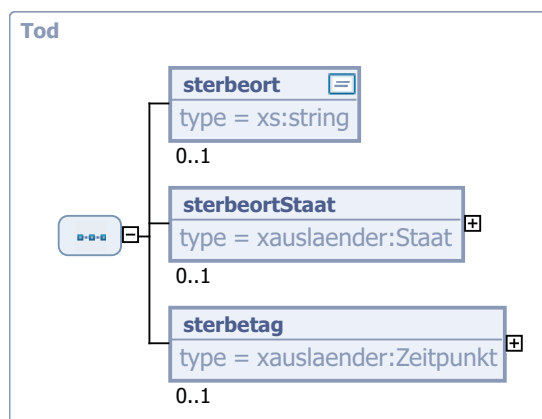 Tod
sterbeort
type = xs:string
0..1
sterbeortStaat
type = xauslaender:Staat
0..1
sterbetag
type = xauslaender:Zeitpunkt
0..1